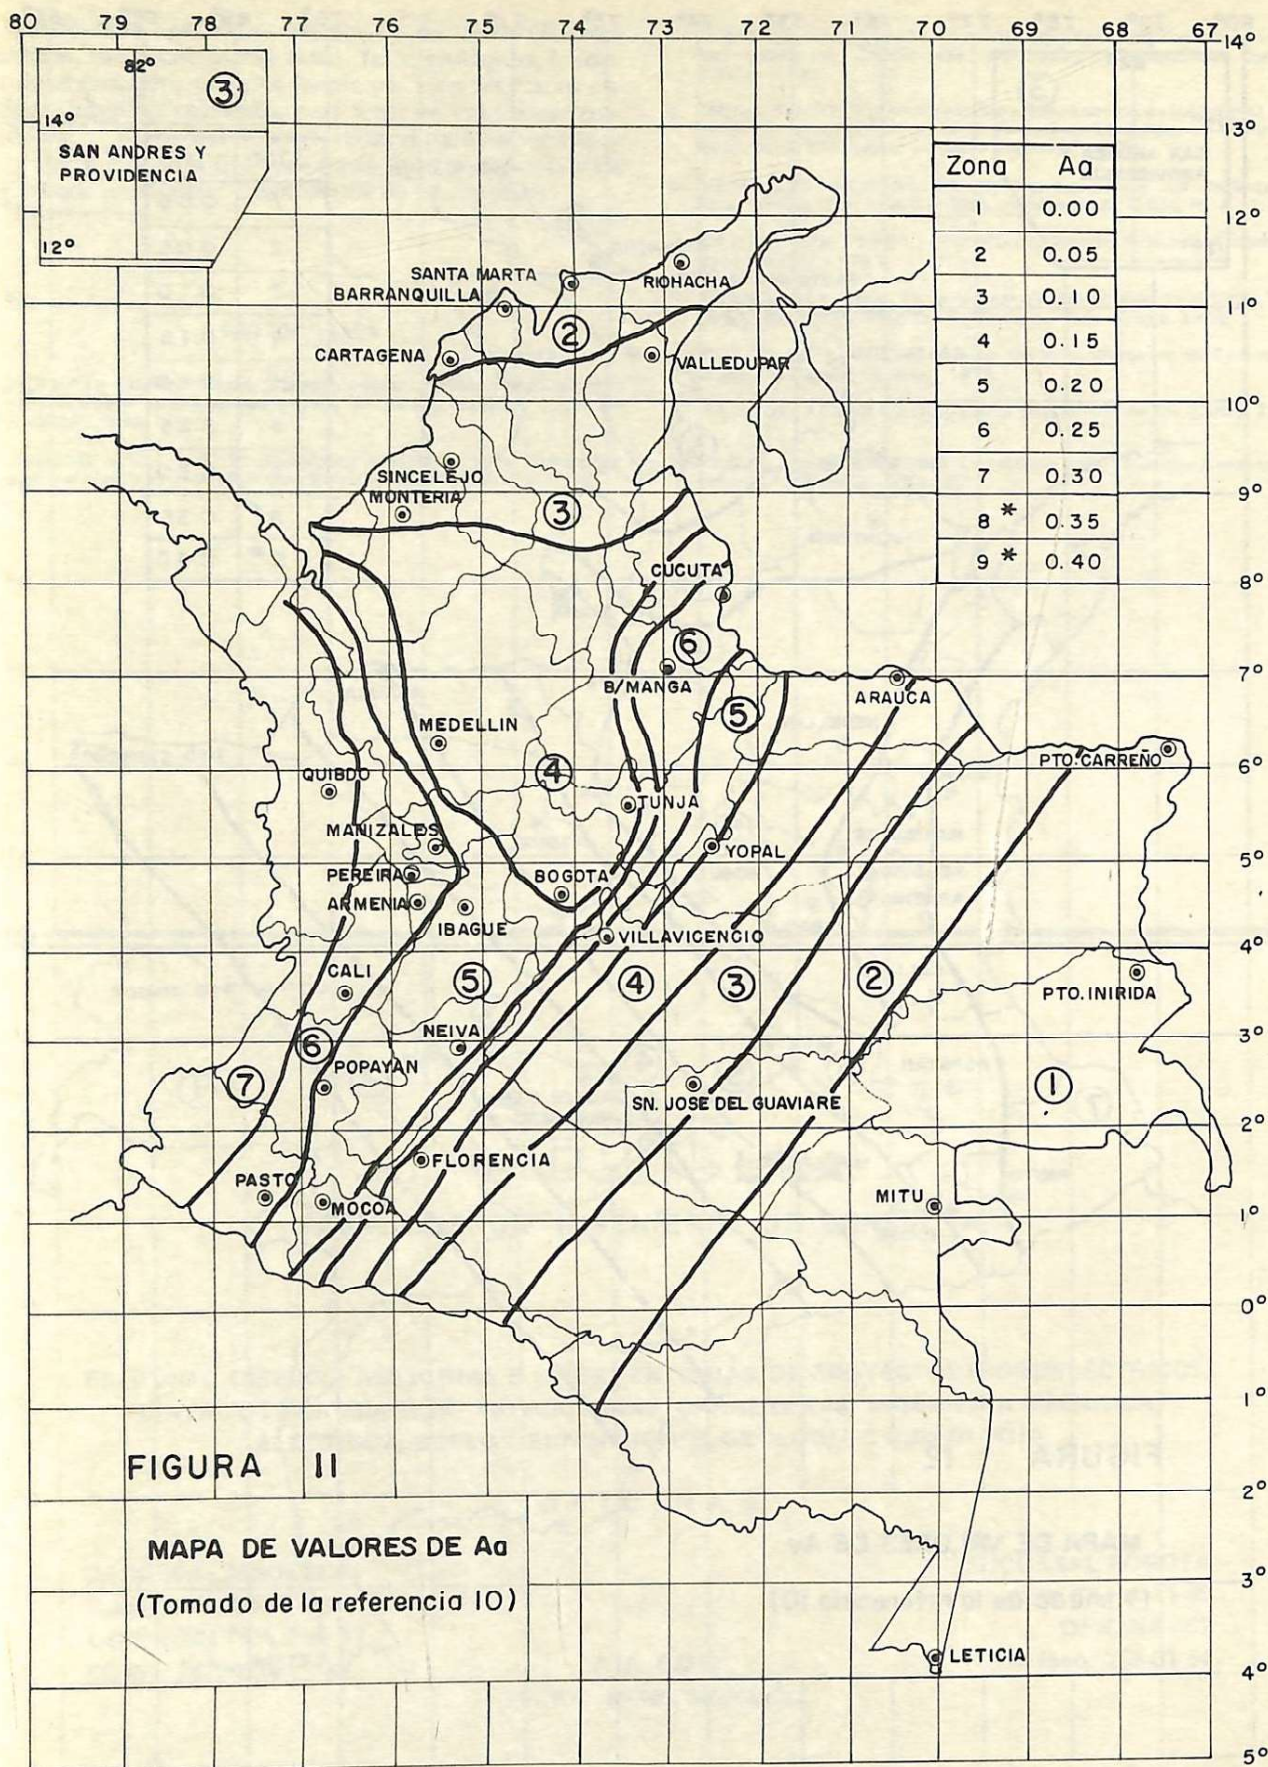 80 79 78 77 76 75 74 73 72 71 70 69 68 67
14°
13°
12°
11°
10°
9°
8°
7°
6°
5°
4°
3°
2°
1°
0°
1°
2°
3°
4°
5°
82°
③
14°
SAN ANDRES Y
PROVIDENCIA
12°
Zona Aa
1 0.00
2 0.05
3 0.10
4 0.15
5 0.20
6 0.25
7 0.30
8 * 0.35
9 * 0.40
SANTA MARTA
BARRANQUILLA
RIOHACHA
②
CARTAGENA
VALLEDUPAR
SINCELEJO
MONTERIA
③
CUCUTA
⑥
B/MANGA
ARAUCA
⑤
MEDELLIN
PTO. CARREÑO
④
QUIBDO
TUNJA
MANIZALES
YOPAL
PEREIRA
BOGOTA
ARMENIA
IBAGUE
VILLAVICENCIO
CALI
⑤
④
③
②
PTO. INIRIDA
NEIVA
⑥
POPAYAN
⑦
①
SN. JOSE DEL GUAVIARE
FLORENCIA
PASTO
MOCOA
MITU
LETICIA
FIGURA 11
MAPA DE VALORES DE Aa
(Tomado de la referencia 10)